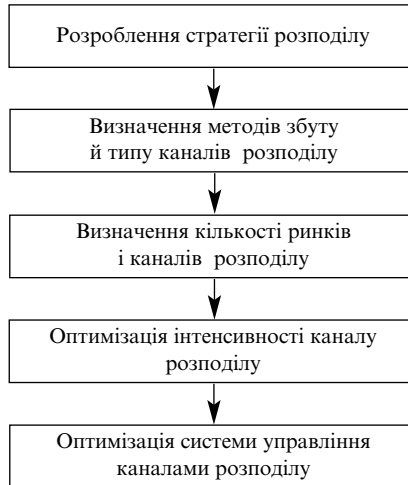 Розроблення стратегії розподілу
Визначення методів збуту
й типу каналів розподілу
Визначення кількості ринків
і каналів розподілу
Оптимізація інтенсивності каналу
розподілу
Оптимізація системи управління
каналами розподілу